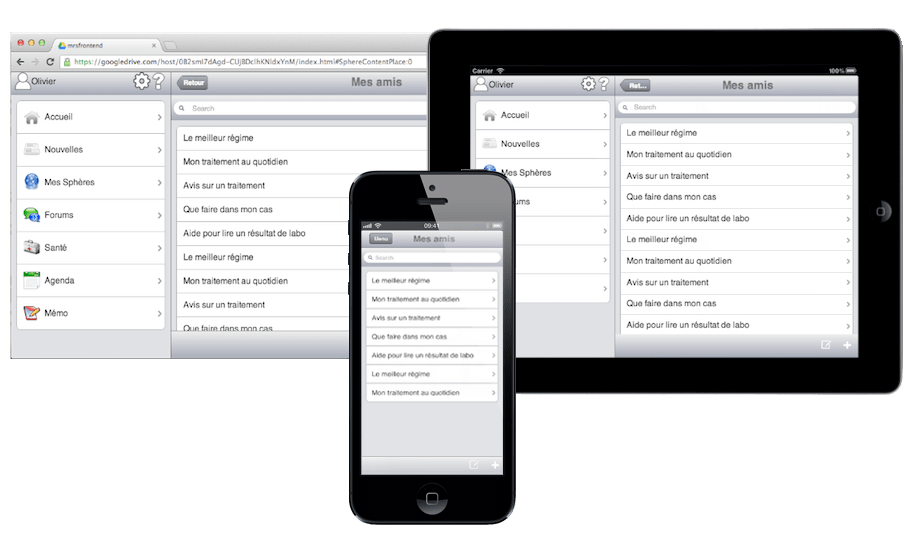 mrsfrontend
https://googledrive.com/host/0B2smI7dAgd-CUjBDclhKNldxYnM/index.html#SphereContentPlace:0
Olivier
?
Retour
Mes amis
Search
Accueil
Nouvelles
Mes Sphères
Forums
Santé
Agenda
Mèmo
Le meilleur régime
Mon traitement au quotidien
Avis sur un traitement
Que faire dans mon cas
Aide pour lire un résultat de labo
Le meilleur régime
Mon traitement au quotidien
Avis sur un traitement
Que faire dans mon cas
Carrier
100%
Olivier
?
Ret...
Mes amis
Search
Accueil
Nouvelles
Mes Sphères
ums
Le meilleur régime
Mon traitement au quotidien
Avis sur un traitement
Que faire dans mon cas
Aide pour lire un résultat de labo
Le meilleur régime
Mon traitement au quotidien
Avis sur un traitement
Que faire dans mon cas
Aide pour lire un résultat de labo
09:41
Menu
Mes amis
Search
Le meilleur régime
Mon traitement au quotidien
Avis sur un traitement
Que faire dans mon cas
Aide pour lire un résultat de labo
Le meilleur régime
Mon traitement au quotidien